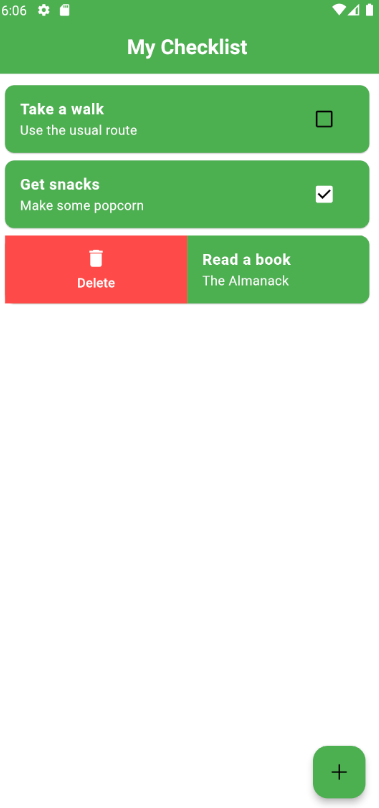 6:06
My Checklist
Take a walk
Use the usual route
Get snacks
Make some popcorn
Delete
Read a book
The Almanack